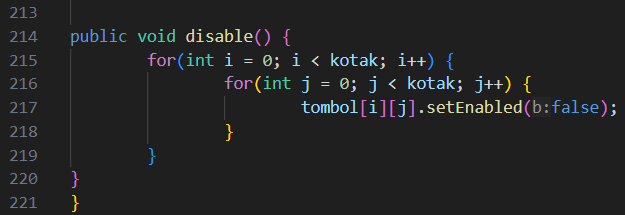 213
214 public void disable() {
215 for(int i = 0; i < kotak; i++) {
216 for(int j = 0; j < kotak; j++) {
217 tombol[i][j].setEnabled(b:false);
218 }
219 }
220 }
221 }